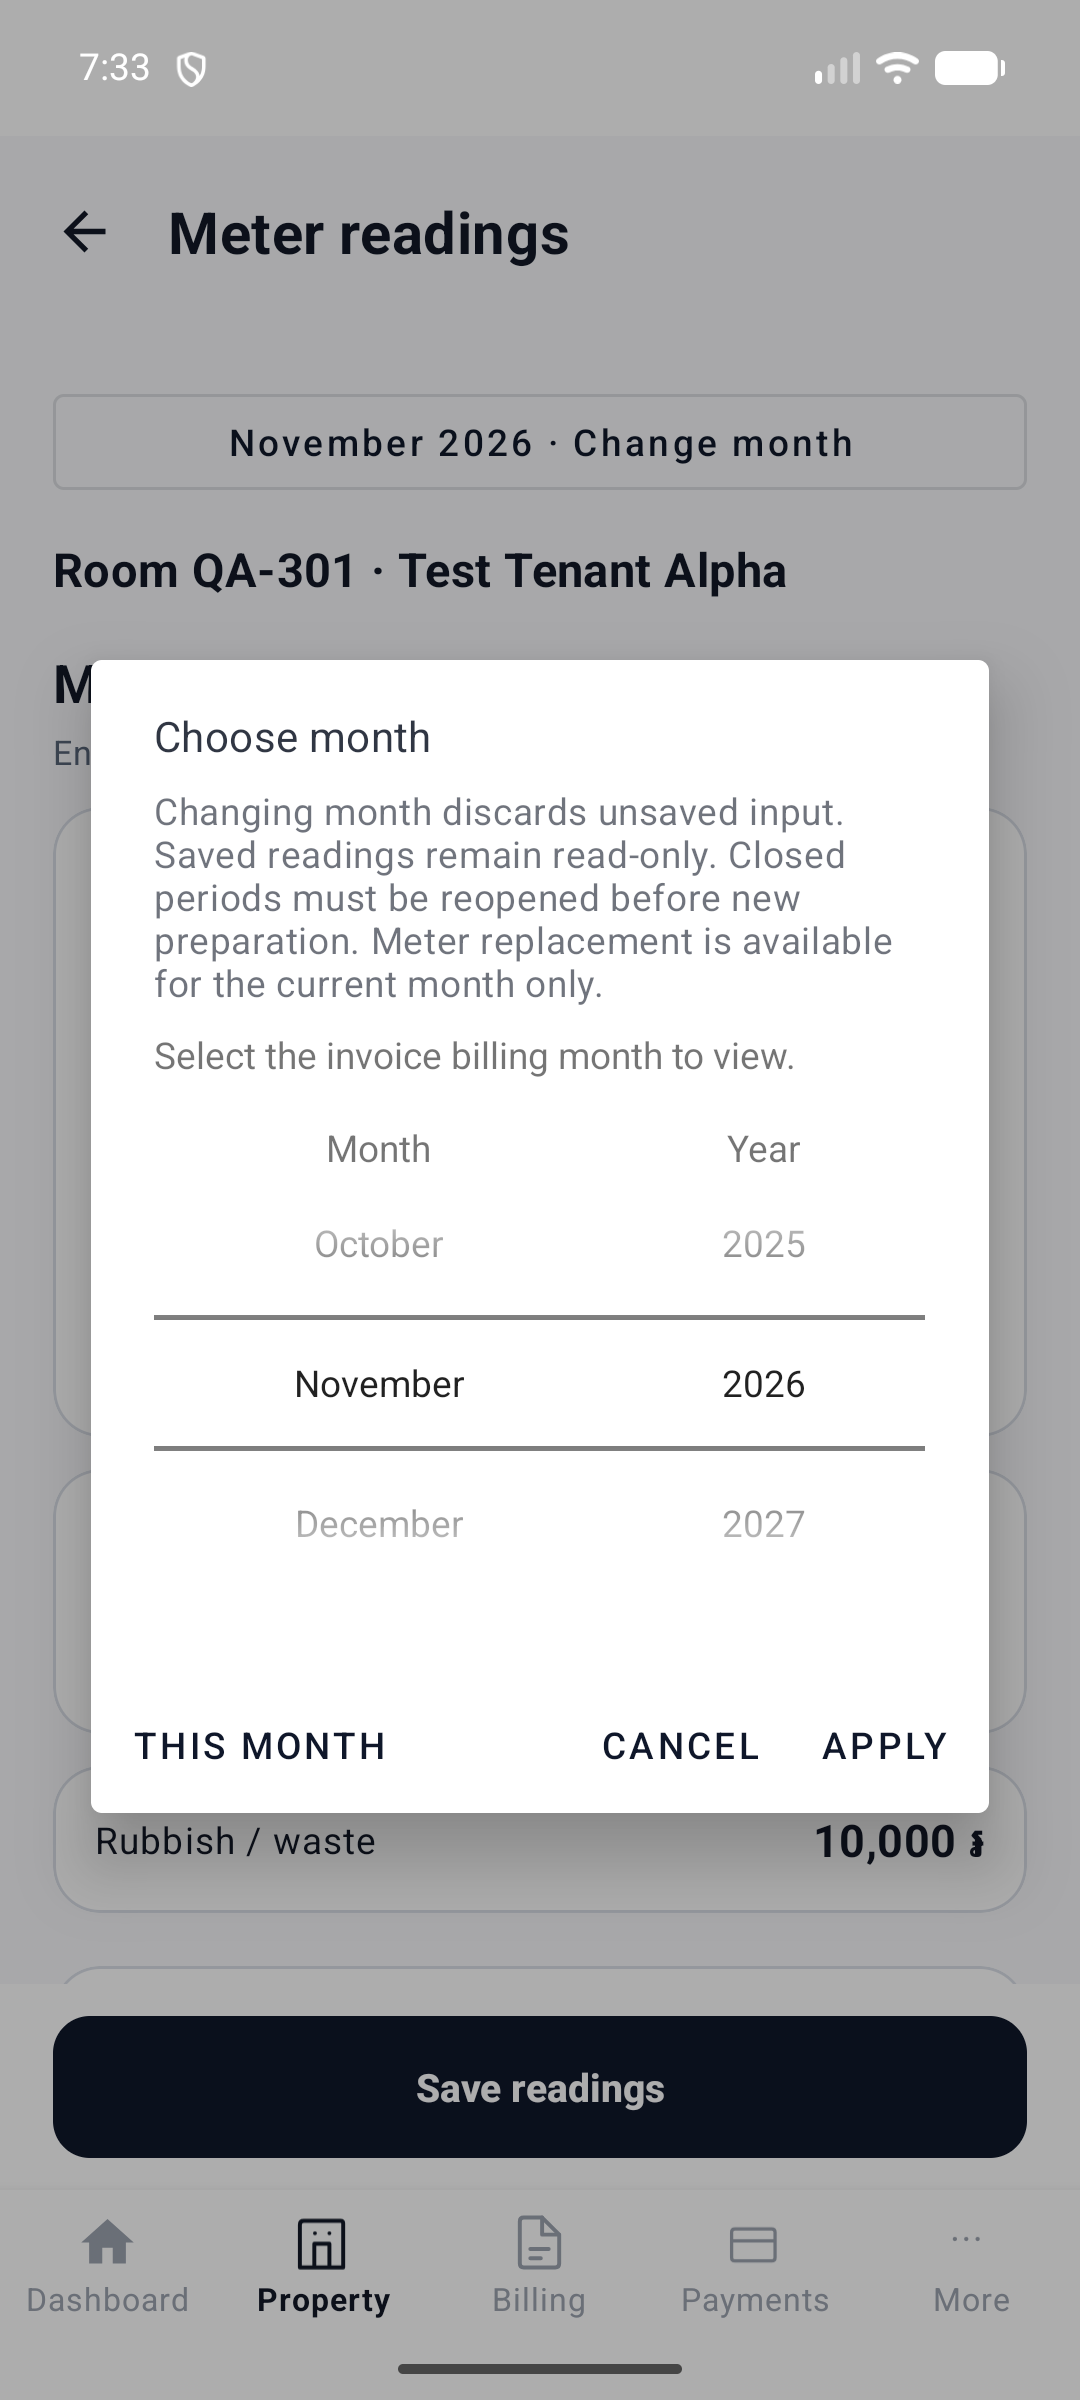 7:33
Meter readings
November 2026 · Change month
Room QA-301 · Test Tenant Alpha
M
En
Choose month
Changing month discards unsaved input.
Saved readings remain read-only. Closed
periods must be reopened before new
preparation. Meter replacement is available
for the current month only.
Select the invoice billing month to view.
Month Year
October 2025
November 2026
December 2027
THIS MONTH CANCEL APPLY
Rubbish / waste 10,000
Save readings
Dashboard Property Billing Payments More